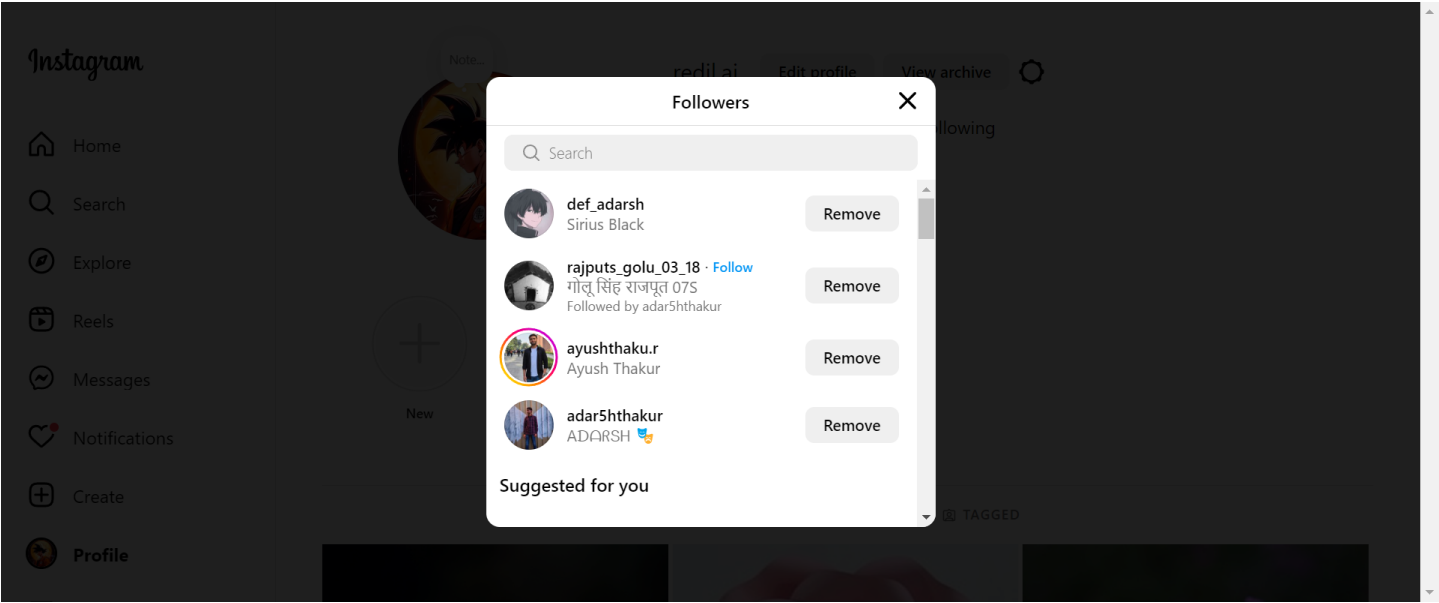 Instagram
Note...
redil.ai Edit profile View archive
llowing
Home
Search
Explore
Reels
Messages
Notifications
Create
Profile
New
Followers
Search
def_adarsh
Sirius Black
Remove
rajputs_golu_03_18 · Follow
गोलू सिंह राजपूत 07S
Followed by adar5hthakur
Remove
ayushthaku.r
Ayush Thakur
Remove
adar5hthakur
ᗩᗪᗩᖇSᕼ 🎭
Remove
Suggested for you
TAGGED